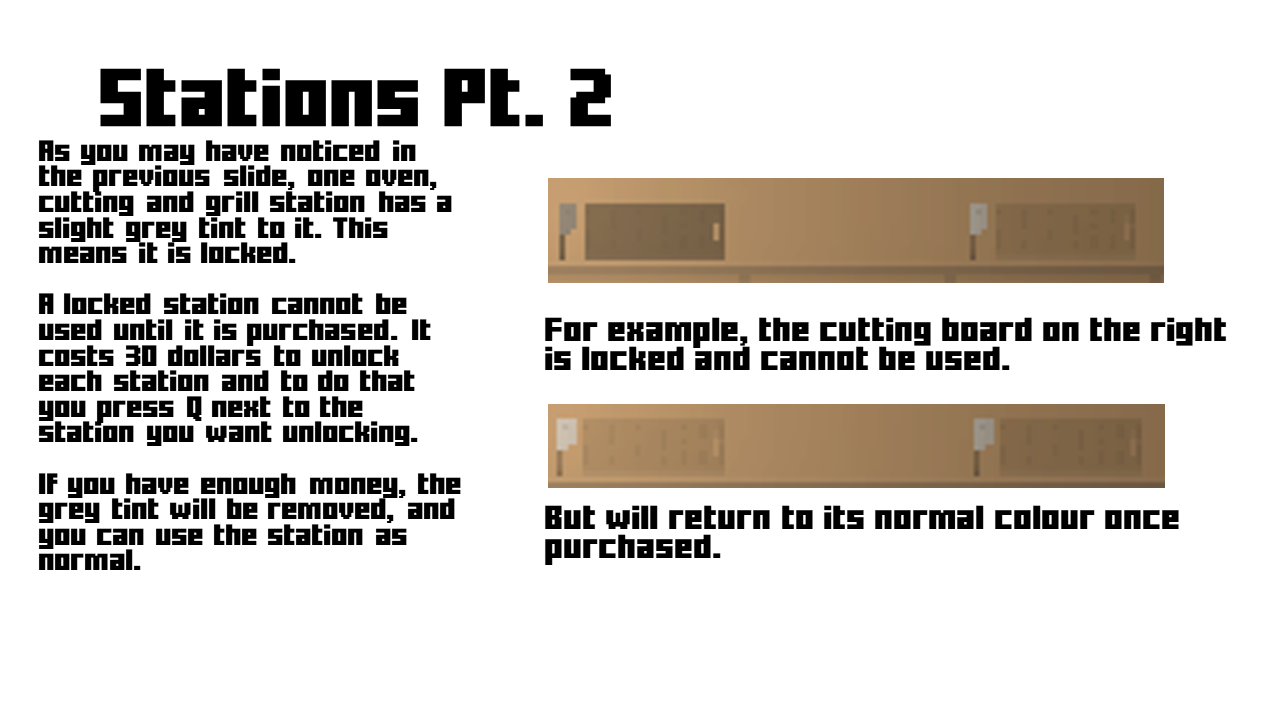 Stations Pt. 2
As you may have noticed in
the previous slide, one oven,
cutting and grill station has a
slight grey tint to it. This
means it is locked.
A locked station cannot be
used until it is purchased. It
costs 30 dollars to unlock
each station and to do that
you press Q next to the
station you want unlocking.
If you have enough money, the
grey tint will be removed, and
you can use the station as
normal.
For example, the cutting board on the right
is locked and cannot be used.
But will return to its normal colour once
purchased.